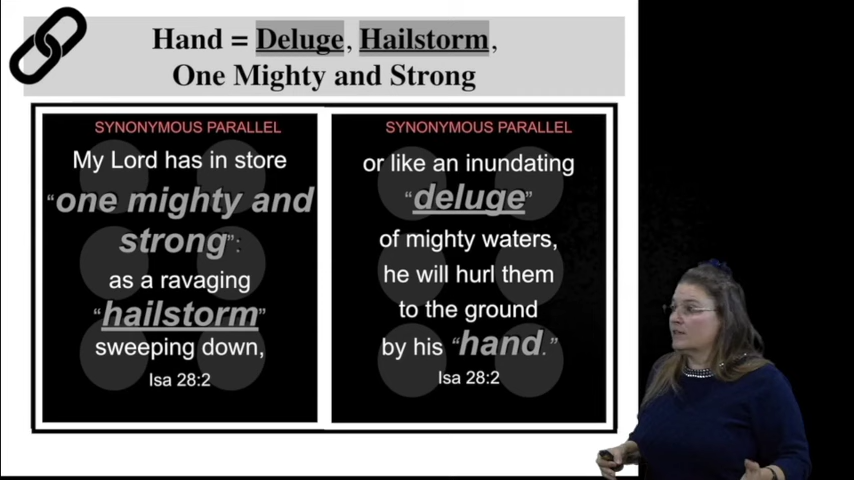 Hand = Deluge, Hailstorm,
One Mighty and Strong
SYNONYMOUS PARALLEL
My Lord has in store
“one mighty and
strong”:
as a ravaging
“hailstorm”
sweeping down,
Isa 28:2
SYNONYMOUS PARALLEL
or like an inundating
“deluge”
of mighty waters,
he will hurl them
to the ground
by his “hand.”
Isa 28:2